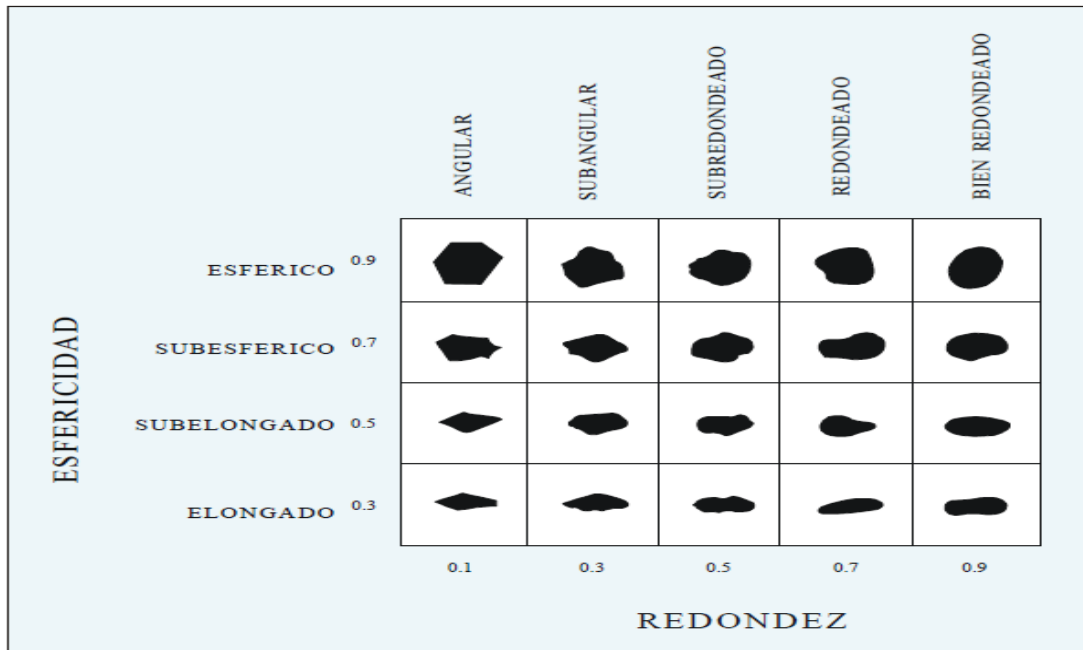 ANGULAR
SUBANGULAR
SUBREDONDEADO
REDONDEADO
BIEN REDONDEADO
ESFERICIDAD
ESFERICO 0.9
SUBESFERICO 0.7
SUBELONGADO 0.5
ELONGADO 0.3
0.1 0.3 0.5 0.7 0.9
REDONDEZ